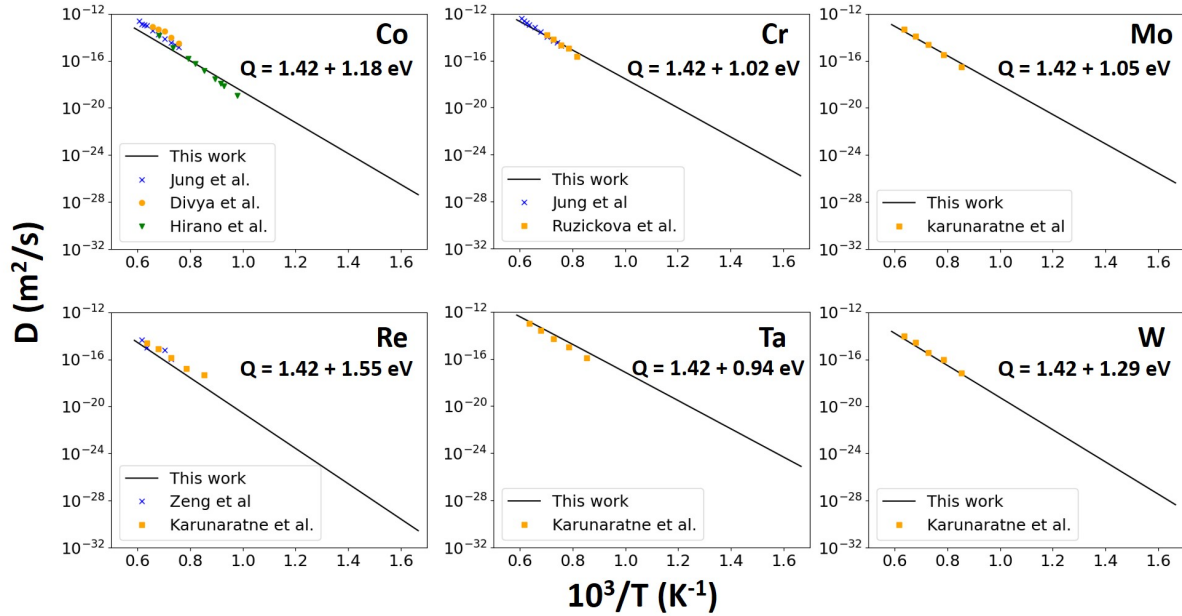 D (m²/s)
10⁻¹²
10⁻¹⁶
10⁻²⁰
10⁻²⁴
10⁻²⁸
10⁻³²
Co
Q = 1.42 + 1.18 eV
This work
Jung et al.
Divya et al.
Hirano et al.
0.6 0.8 1.0 1.2 1.4 1.6
10⁻¹²
10⁻¹⁶
10⁻²⁰
10⁻²⁴
10⁻²⁸
10⁻³²
Cr
Q = 1.42 + 1.02 eV
This work
Jung et al
Ruzickova et al.
0.6 0.8 1.0 1.2 1.4 1.6
10⁻¹²
10⁻¹⁶
10⁻²⁰
10⁻²⁴
10⁻²⁸
10⁻³²
Mo
Q = 1.42 + 1.05 eV
This work
karunaratne et al
0.6 0.8 1.0 1.2 1.4 1.6
10⁻¹²
10⁻¹⁶
10⁻²⁰
10⁻²⁴
10⁻²⁸
10⁻³²
Re
Q = 1.42 + 1.55 eV
This work
Zeng et al
Karunaratne et al.
0.6 0.8 1.0 1.2 1.4 1.6
10⁻¹²
10⁻¹⁶
10⁻²⁰
10⁻²⁴
10⁻²⁸
10⁻³²
Ta
Q = 1.42 + 0.94 eV
This work
Karunaratne et al.
0.6 0.8 1.0 1.2 1.4 1.6
10⁻¹²
10⁻¹⁶
10⁻²⁰
10⁻²⁴
10⁻²⁸
10⁻³²
W
Q = 1.42 + 1.29 eV
This work
Karunaratne et al.
0.6 0.8 1.0 1.2 1.4 1.6
10³/T (K⁻¹)